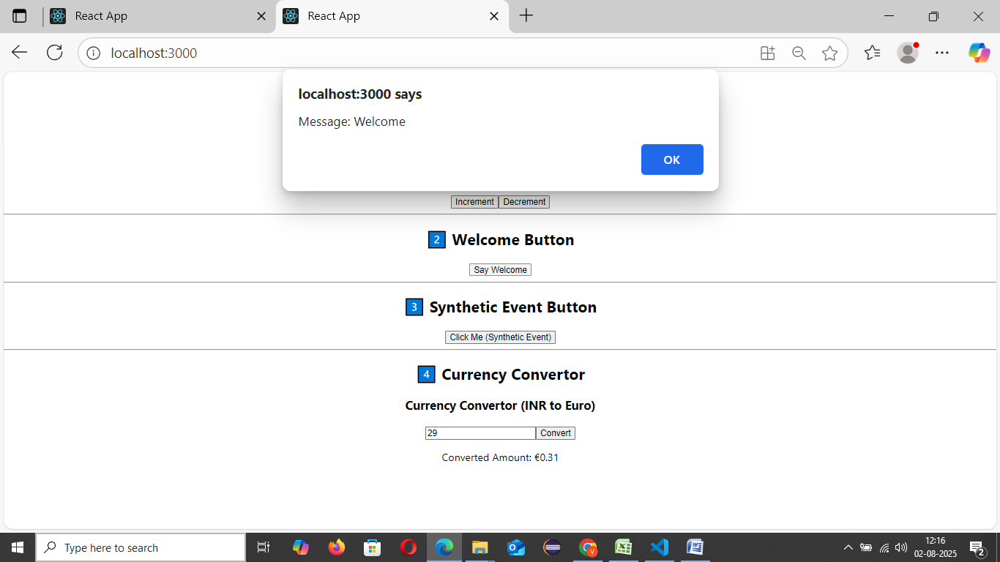 React App
React App
localhost:3000
localhost:3000 says
Message: Welcome
OK
Increment Decrement
2 Welcome Button
Say Welcome
3 Synthetic Event Button
Click Me (Synthetic Event)
4 Currency Convertor
Currency Convertor (INR to Euro)
29 Convert
Converted Amount: €0.31
Type here to search
12:16
02-08-2025
2